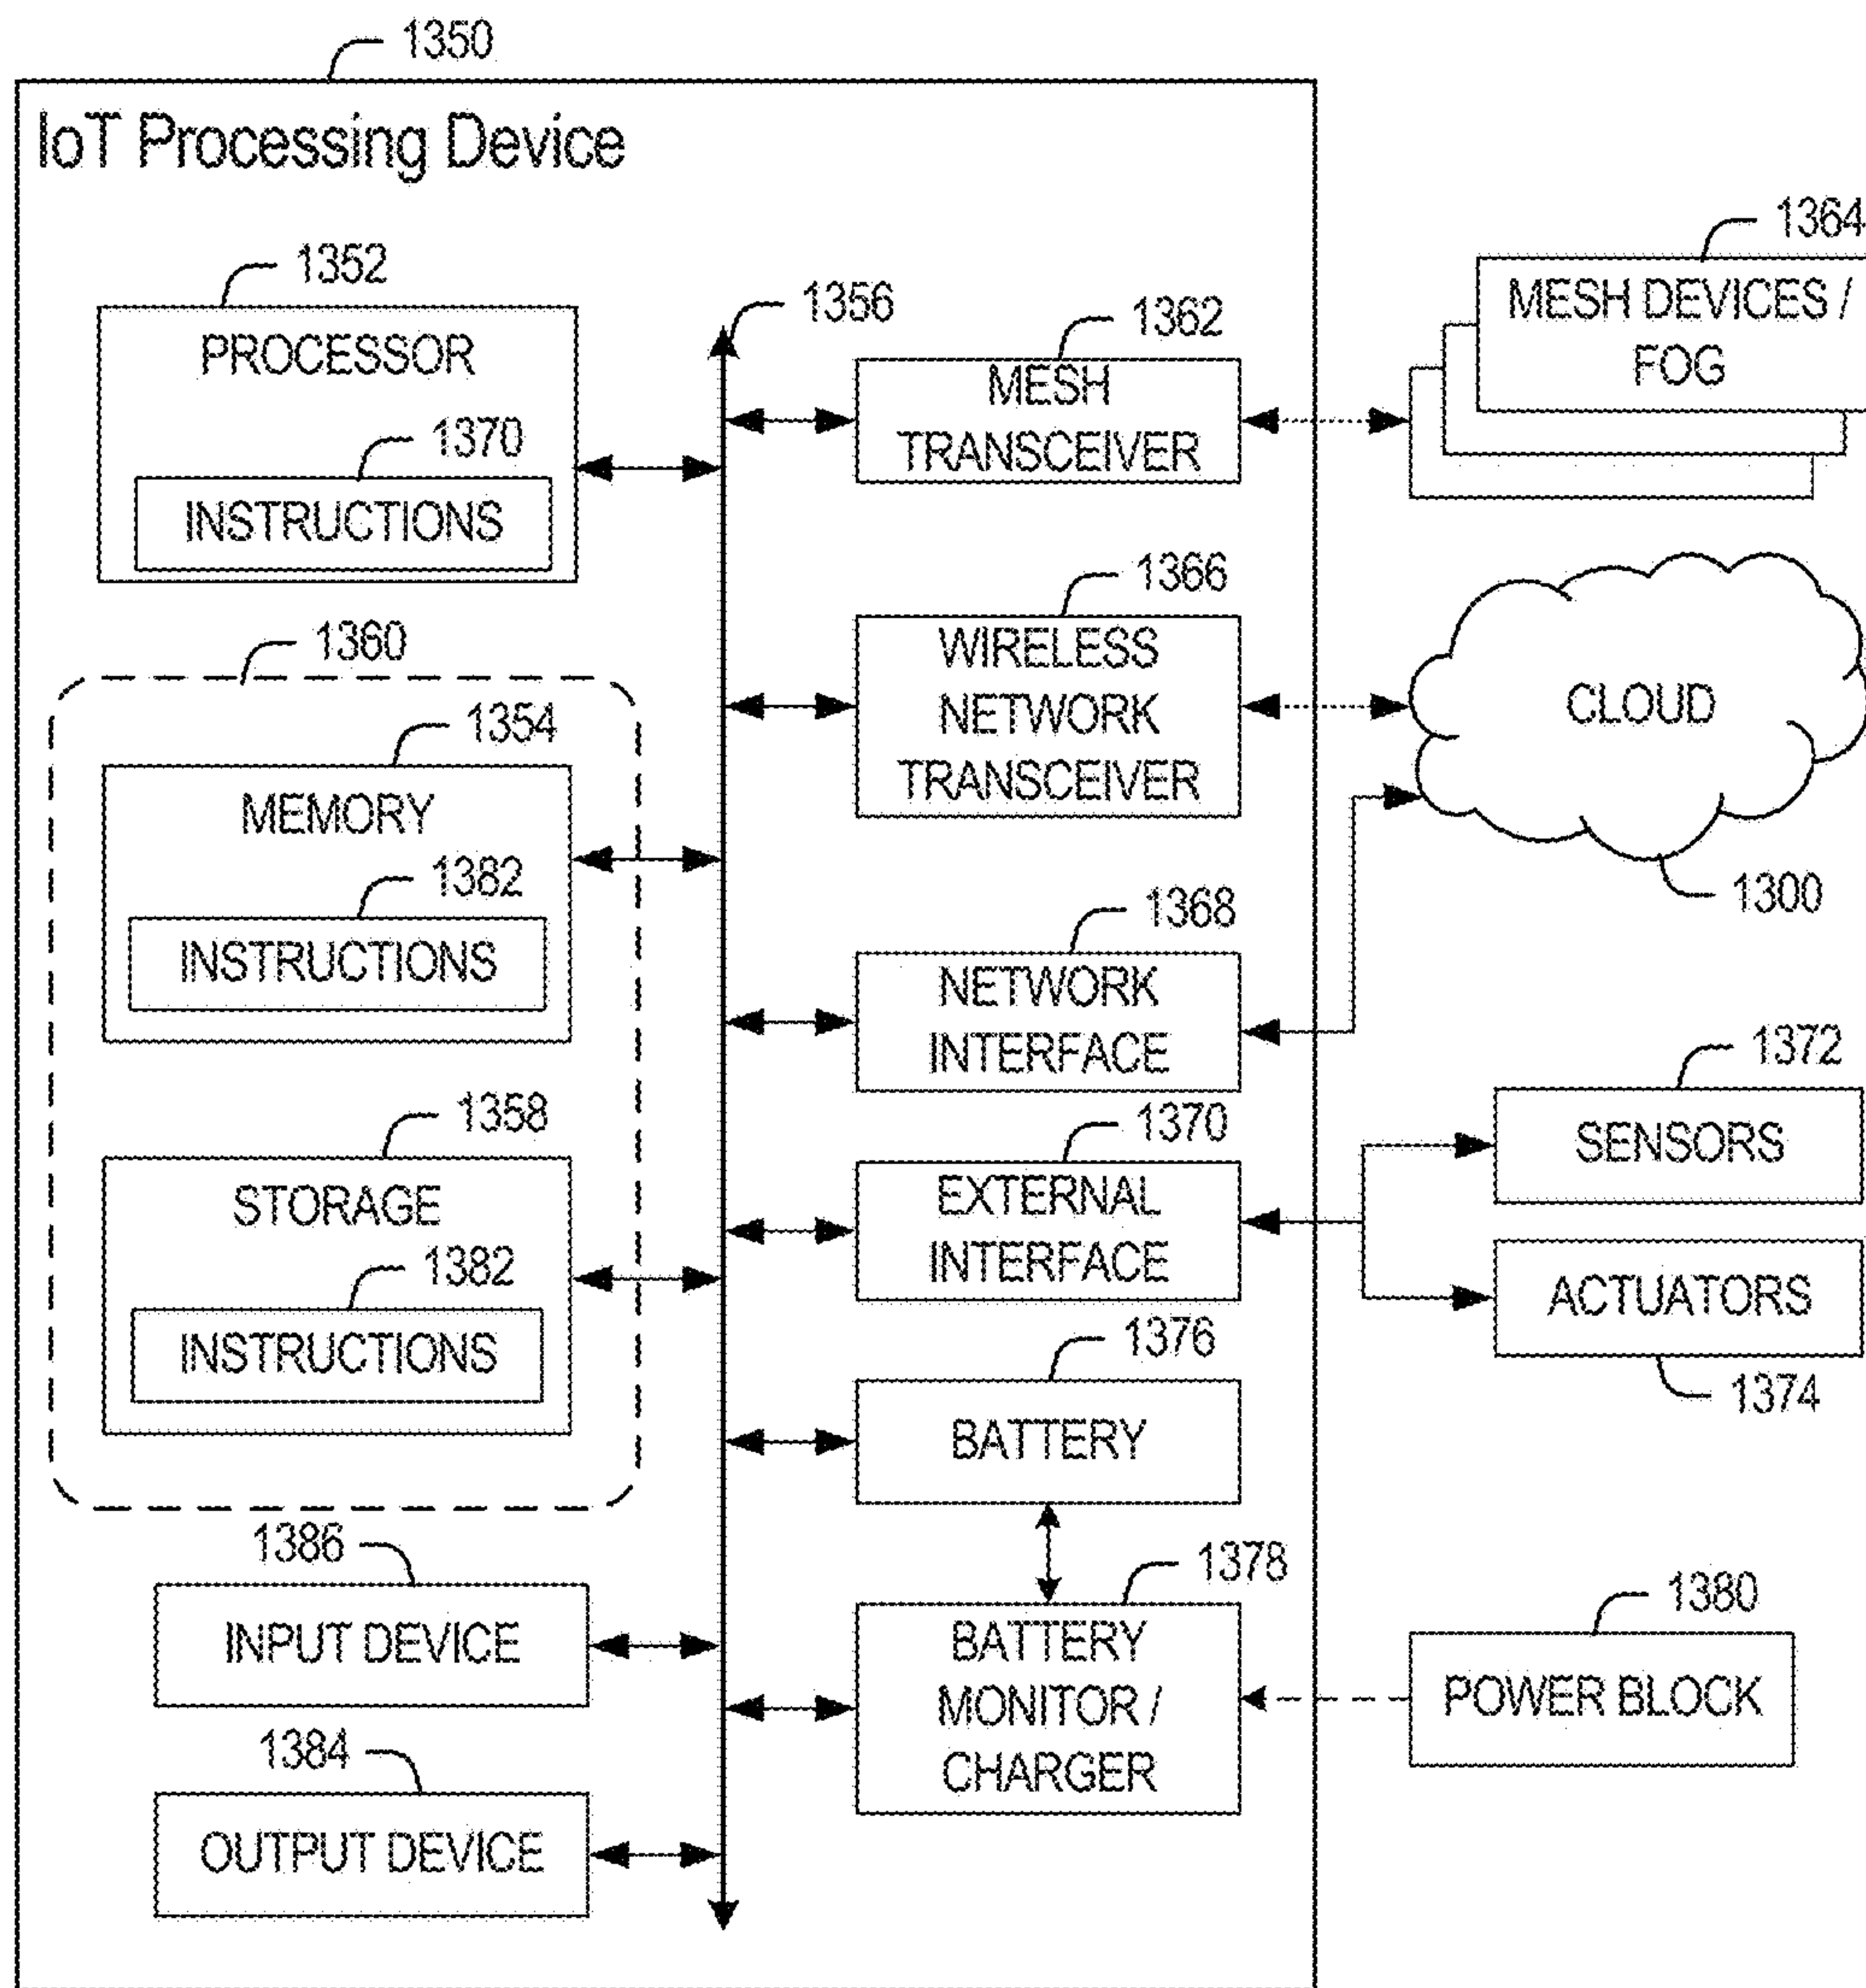 1350
IoT Processing Device
1352
PROCESSOR
1370
INSTRUCTIONS
1360
1354
MEMORY
1382
INSTRUCTIONS
1358
STORAGE
1382
INSTRUCTIONS
1386
INPUT DEVICE
1384
OUTPUT DEVICE
1356
1362
MESH
TRANSCEIVER
1366
WIRELESS
NETWORK
TRANSCEIVER
1368
NETWORK
INTERFACE
1370
EXTERNAL
INTERFACE
1376
BATTERY
1378
BATTERY
MONITOR /
CHARGER
1364
MESH DEVICES /
FOG
CLOUD
1300
1372
SENSORS
ACTUATORS
1374
1380
POWER BLOCK